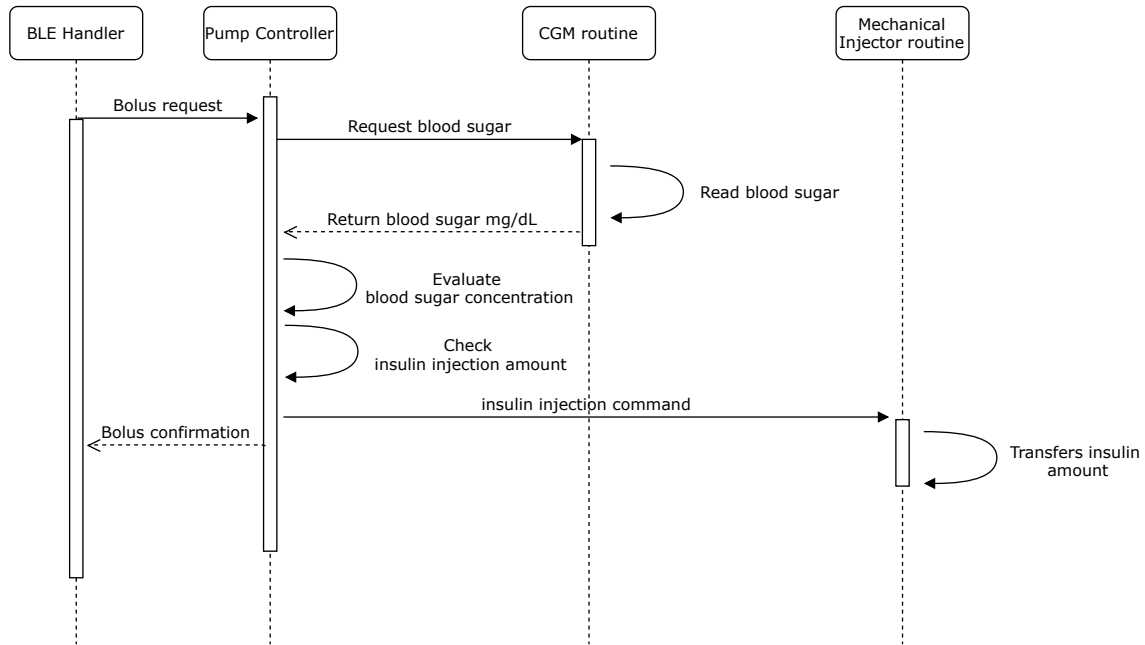 BLE Handler
Pump Controller
CGM routine
Mechanical
Injector routine
Bolus request
Request blood sugar
Read blood sugar
Return blood sugar mg/dL
Evaluate
blood sugar concentration
Check
insulin injection amount
insulin injection command
Bolus confirmation
Transfers insulin
amount